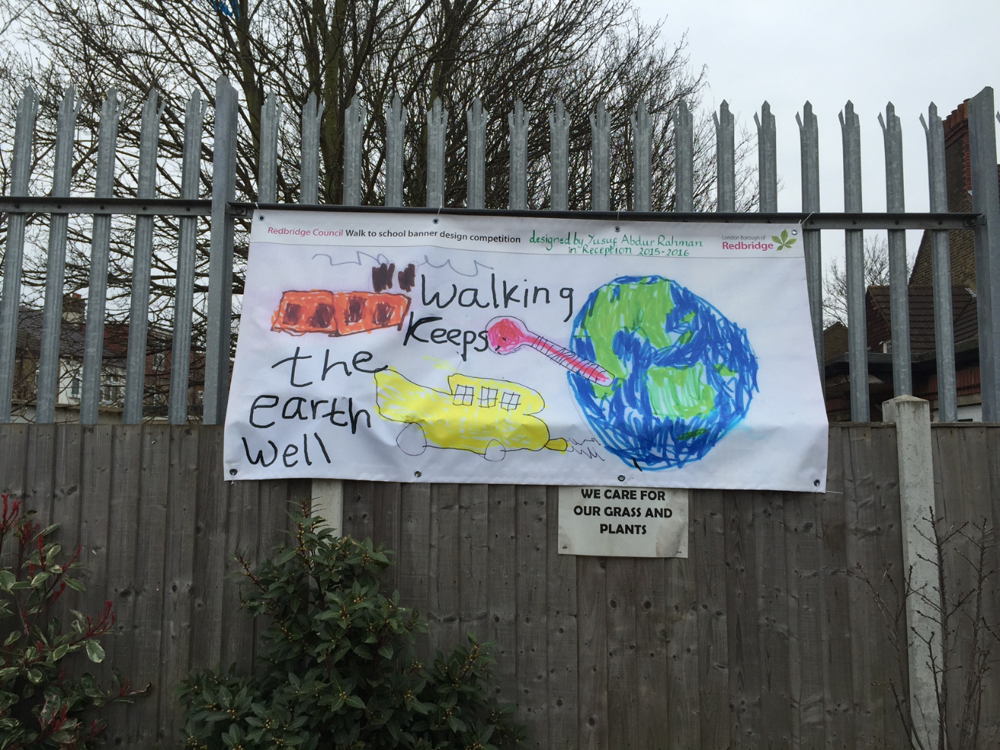 Redbridge Council Walk to school banner design competition
designed by Yusuf Abdur Rahman
in Reception 2015-2016
London Borough of
Redbridge
Walking
Keeps
the
earth
well
WE CARE FOR
OUR GRASS AND
PLANTS